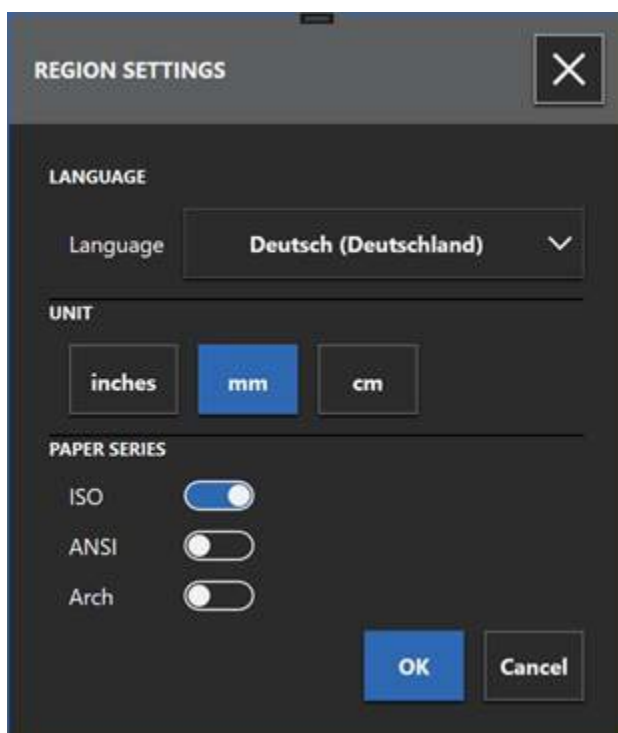 REGION SETTINGS
LANGUAGE
Language Deutsch (Deutschland)
UNIT
inches mm cm
PAPER SERIES
ISO
ANSI
Arch
OK Cancel